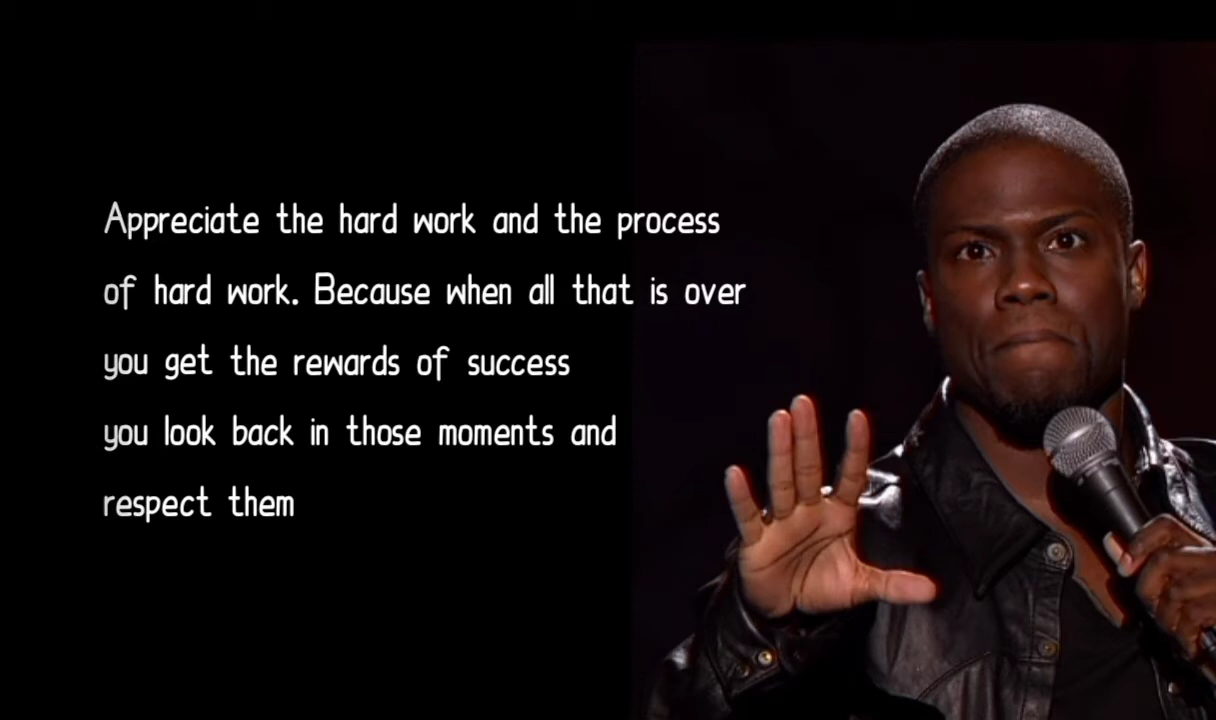 Appreciate the hard work and the process
of hard work. Because when all that is over
you get the rewards of success
you look back in those moments and
respect them